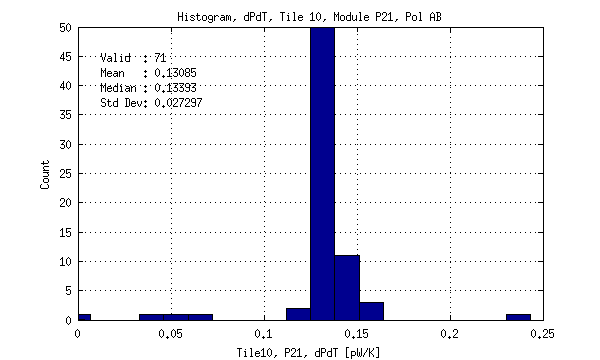 Histogram, dPdT, Tile 10, Module P21, Pol AB
50
45
40
35
30
25
20
15
10
5
0
Valid : 71
Mean : 0.13085
Median : 0.13393
Std Dev: 0.027297
Count
0 0.05 0.1 0.15 0.2 0.25
Tile10, P21, dPdT [pW/K]